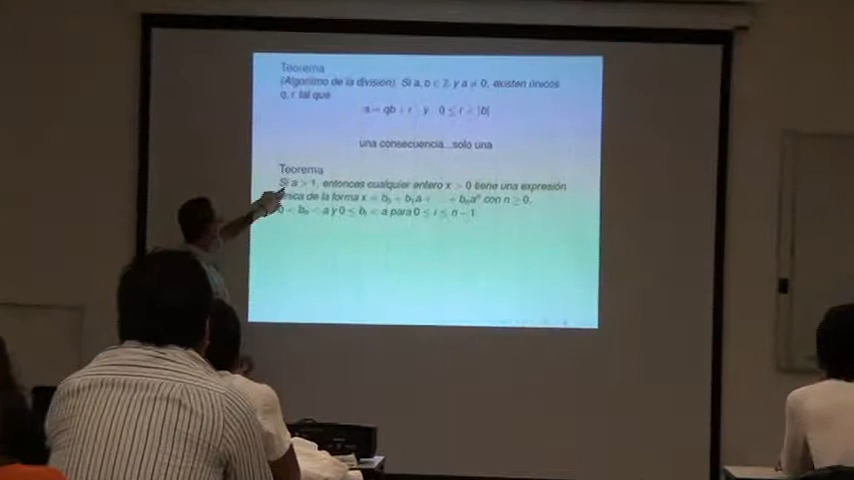 Teorema
(Algoritmo de la división). Si a, b ∈ Z, y a ≠ 0, existen únicos
q, r tal que
a = qb + r y 0 ≤ r < |b|
una consecuencia...solo una
Teorema
Si a > 1, entonces cualquier entero x > 0 tiene una expresión
única de la forma x = b₀ + b₁a + + bₙaⁿ con n ≥ 0,
0 < bₙ < a y 0 ≤ bᵢ < a para 0 ≤ i ≤ n − 1.